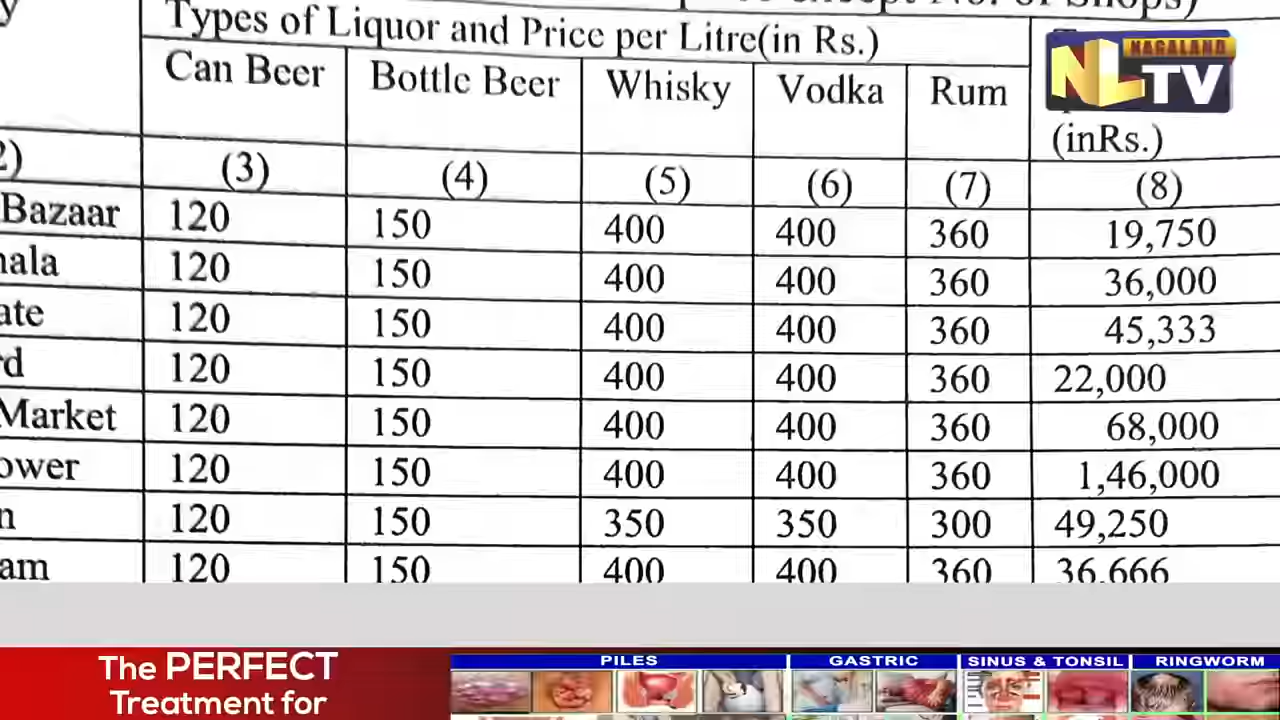 Types of Liquor and Price per Litre(in Rs.)
NAGALAND
NLTV
Can Beer Bottle Beer Whisky Vodka Rum
(inRs.)
(3) (4) (5) (6) (7) (8)
Bazaar 120 150 400 400 360 19,750
120 150 400 400 360 36,000
120 150 400 400 360 45,333
120 150 400 400 360 22,000
Market 120 150 400 400 360 68,000
120 150 400 400 360 1,46,000
120 150 350 350 300 49,250
120 150 400 400 360 36,666
The PERFECT
Treatment for
PILES GASTRIC SINUS & TONSIL RINGWORM